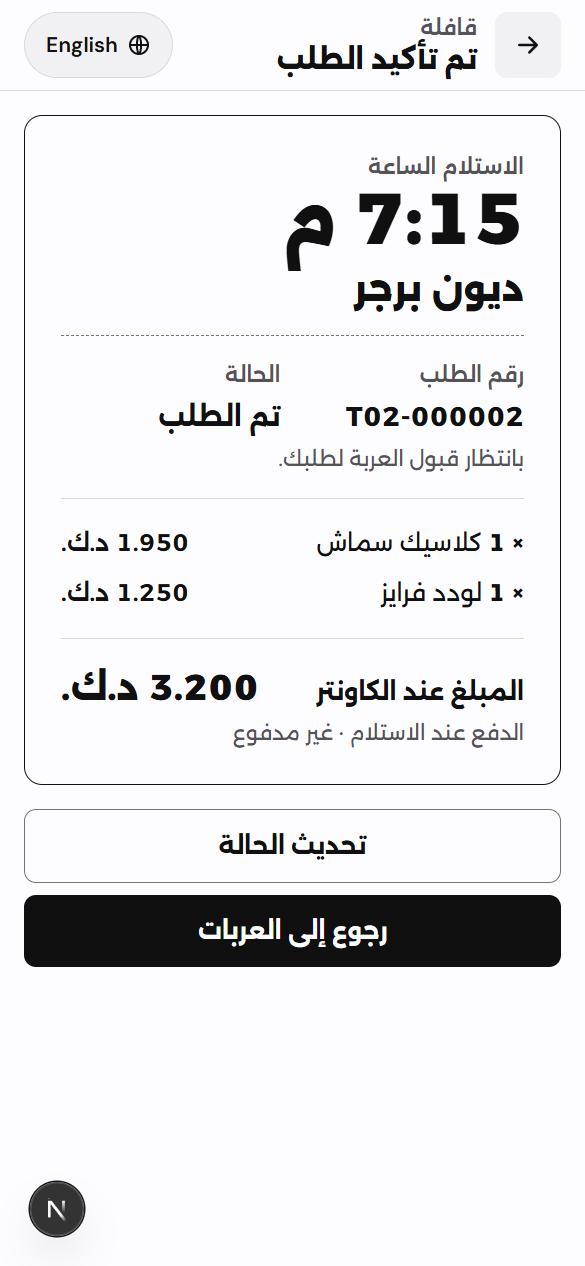 قافلة
تم تأكيد الطلب
English
الاستلام الساعة
7:15 م
ديون برجر
رقم الطلب
الحالة
T02-000002
تم الطلب
بانتظار قبول العربة لطلبك.
× 1 كلاسيك سماش
1.950 د.ك.
× 1 لودد فرايز
1.250 د.ك.
المبلغ عند الكاونتر
3.200 د.ك.
الدفع عند الاستلام · غير مدفوع
تحديث الحالة
رجوع إلى العربات
N